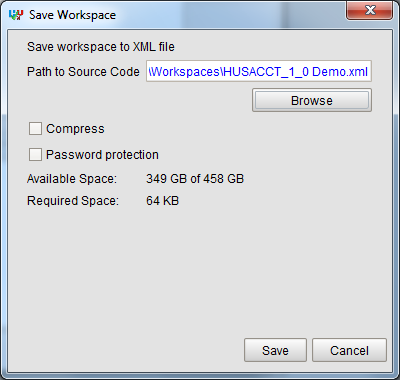 Save Workspace
Save workspace to XML file
Path to Source Code \Workspaces\HUSACCT_1_0 Demo.xml
Browse
Compress
Password protection
Available Space: 349 GB of 458 GB
Required Space: 64 KB
Save Cancel